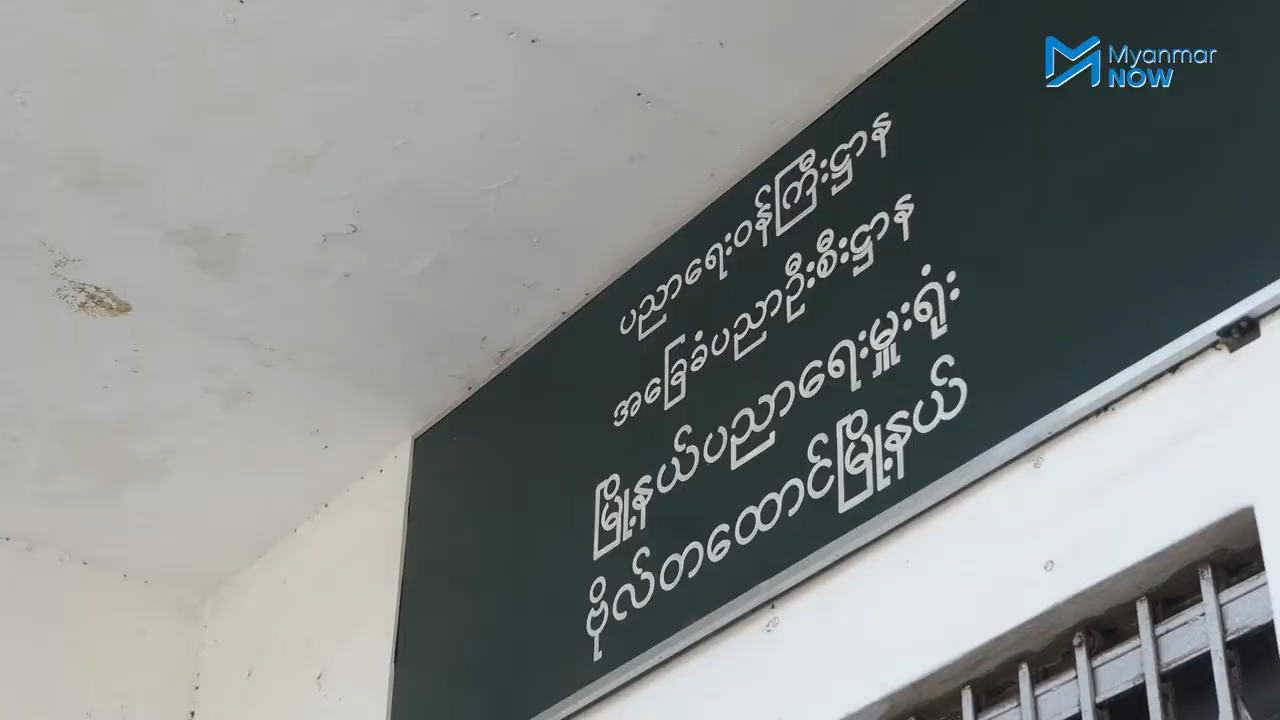 Myanmar
NOW
ပညာရေးဝန်ကြီးဌာန
အခြေခံပညာဦးစီးဌာန
မြို့နယ်ပညာရေးမှူးရုံး
ဗိုလ်တထောင်မြို့နယ်